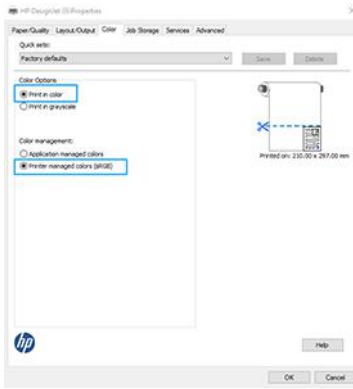 HP DesignJet Properties
Paper/Quality Layout/Output Color Job Storage Services Advanced
Quick sets:
Factory defaults
Save Delete
Color Options
Print in color
Print in grayscale
Color management:
Application managed colors
Printer managed colors (sRGB)
Printed on: 210.00 x 297.00 mm
hp
Help
OK Cancel